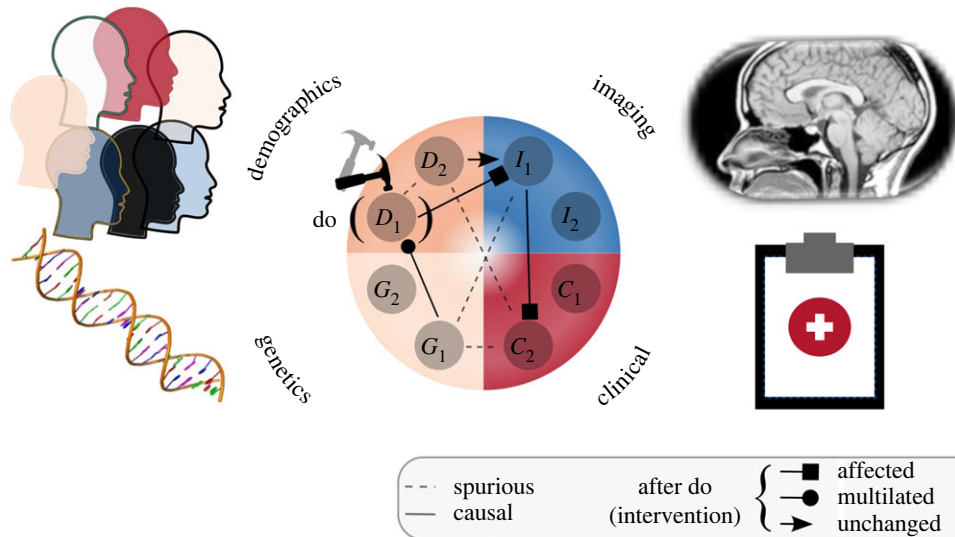 demographics
imaging
D2
I1
do ( D1 )
I2
G2
C1
G1
C2
genetics
clinical
spurious
causal
after do
(intervention)
affected
multilated
unchanged